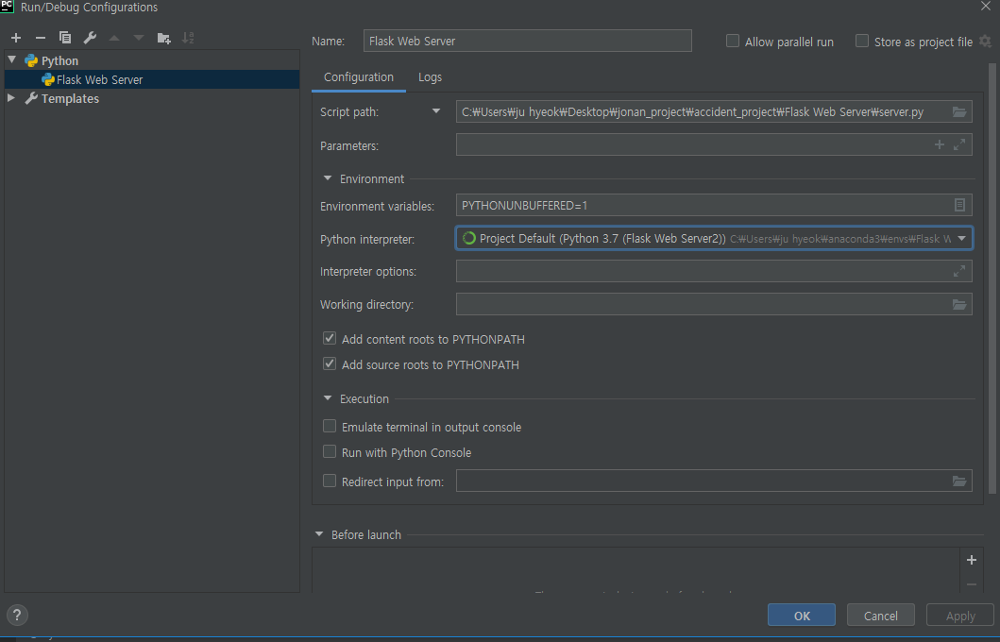 PC Run/Debug Configurations
Python
Flask Web Server
Templates
Name: Flask Web Server
Allow parallel run
Store as project file
Configuration Logs
Script path: C:₩Users₩ju hyeok₩Desktop₩jonan_project₩accident_project₩Flask Web Server₩server.py
Parameters:
Environment
Environment variables: PYTHONUNBUFFERED=1
Python interpreter: Project Default (Python 3.7 (Flask Web Server2)) C:₩Users₩ju hyeok₩anaconda3₩envs₩Flask W
Interpreter options:
Working directory:
Add content roots to PYTHONPATH
Add source roots to PYTHONPATH
Execution
Emulate terminal in output console
Run with Python Console
Redirect input from:
Before launch
?
OK Cancel Apply